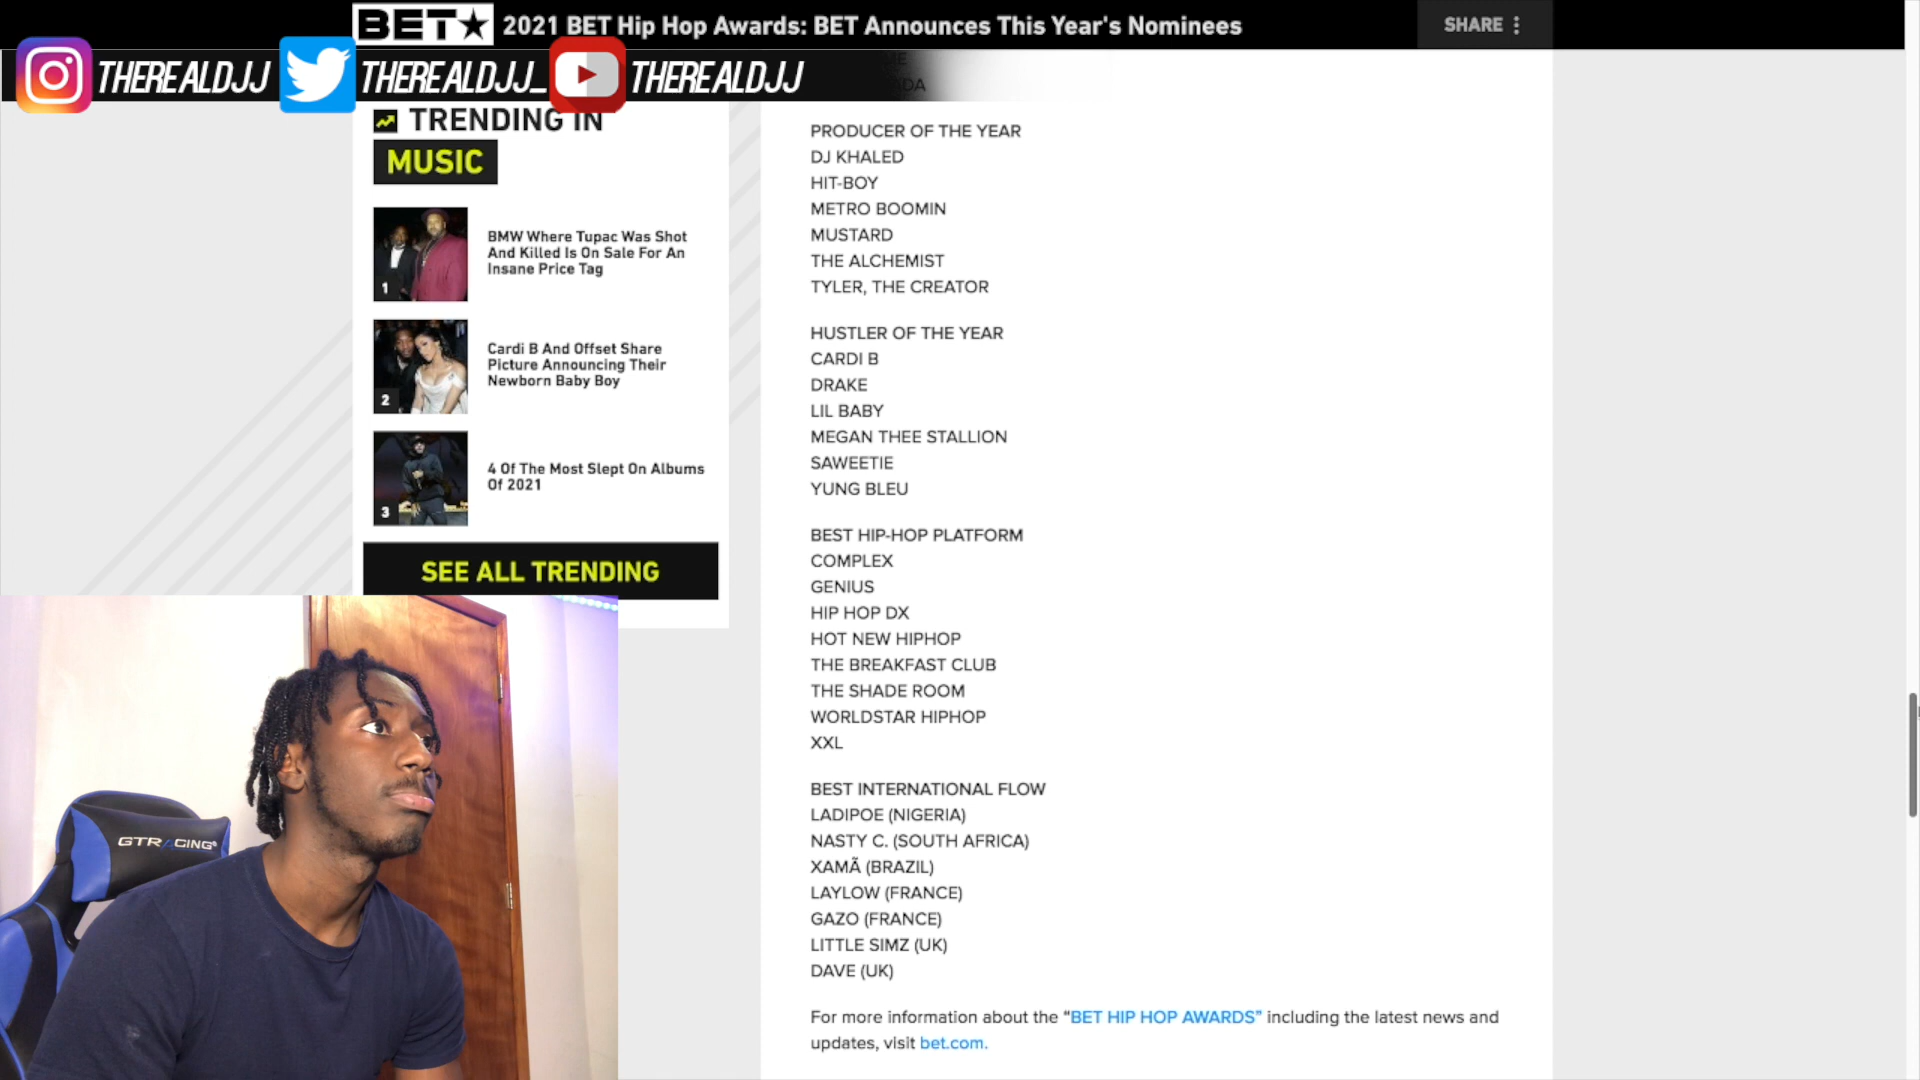 BET★ 2021 BET Hip Hop Awards: BET Announces This Year's Nominees
SHARE
THEREALDJJ
THEREALDJJ_
THEREALDJJ
TRENDING IN
MUSIC
1
BMW Where Tupac Was Shot
And Killed Is On Sale For An
Insane Price Tag
2
Cardi B And Offset Share
Picture Announcing Their
Newborn Baby Boy
3
4 Of The Most Slept On Albums
Of 2021
SEE ALL TRENDING
GTRACING
PRODUCER OF THE YEAR
DJ KHALED
HIT-BOY
METRO BOOMIN
MUSTARD
THE ALCHEMIST
TYLER, THE CREATOR
HUSTLER OF THE YEAR
CARDI B
DRAKE
LIL BABY
MEGAN THEE STALLION
SAWEETIE
YUNG BLEU
BEST HIP-HOP PLATFORM
COMPLEX
GENIUS
HIP HOP DX
HOT NEW HIPHOP
THE BREAKFAST CLUB
THE SHADE ROOM
WORLDSTAR HIPHOP
XXL
BEST INTERNATIONAL FLOW
LADIPOE (NIGERIA)
NASTY C. (SOUTH AFRICA)
XAMÃ (BRAZIL)
LAYLOW (FRANCE)
GAZO (FRANCE)
LITTLE SIMZ (UK)
DAVE (UK)
For more information about the “BET HIP HOP AWARDS” including the latest news and
updates, visit bet.com.